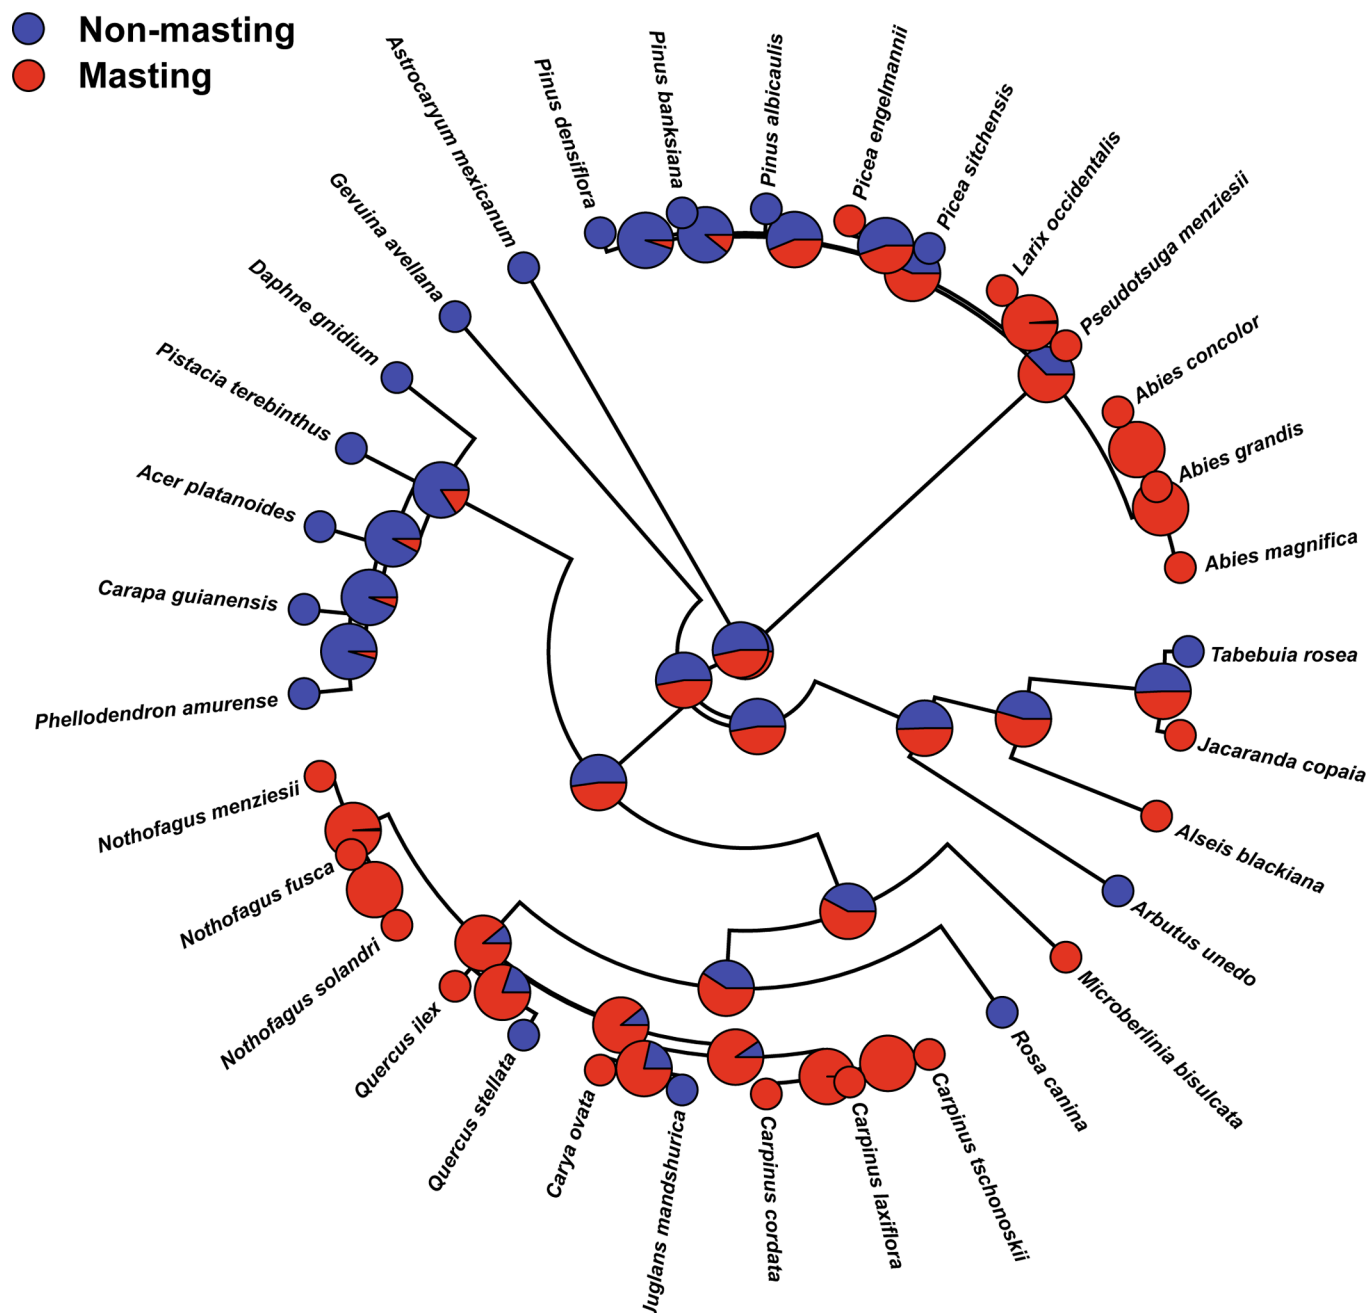 Non-masting
Masting
Astrocaryum mexicanum
Pinus densiflora
Pinus banksiana
Pinus albicaulis
Picea engelmannii
Picea sitchensis
Larix occidentalis
Pseudotsuga menziesii
Abies concolor
Abies grandis
Abies magnifica
Tabebuia rosea
Jacaranda copaia
Alseis blackiana
Arbutus unedo
Microberlinia bisulcata
Rosa canina
Carpinus tschonoskii
Carpinus laxiflora
Carpinus cordata
Juglans mandshurica
Carya ovata
Quercus stellata
Quercus ilex
Nothofagus solandri
Nothofagus fusca
Nothofagus menziesii
Phellodendron amurense
Carapa guianensis
Acer platanoides
Pistacia terebinthus
Daphne gnidium
Gevuina avellana